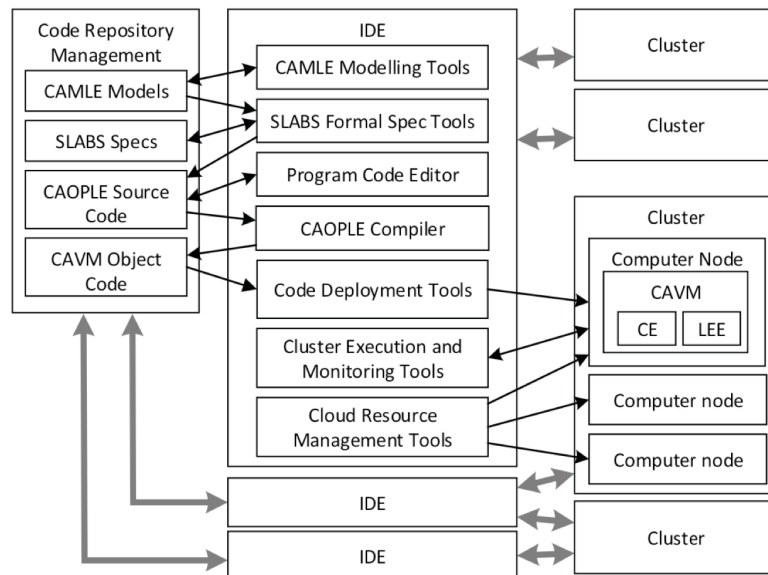 Code Repository
Management
CAMLE Models
SLABS Specs
CAOPLE Source
Code
CAVM Object
Code
IDE
CAMLE Modelling Tools
SLABS Formal Spec Tools
Program Code Editor
CAOPLE Compiler
Code Deployment Tools
Cluster Execution and
Monitoring Tools
Cloud Resource
Management Tools
IDE
IDE
Cluster
Cluster
Cluster
Computer Node
CAVM
CE
LEE
Computer node
Computer node
Cluster